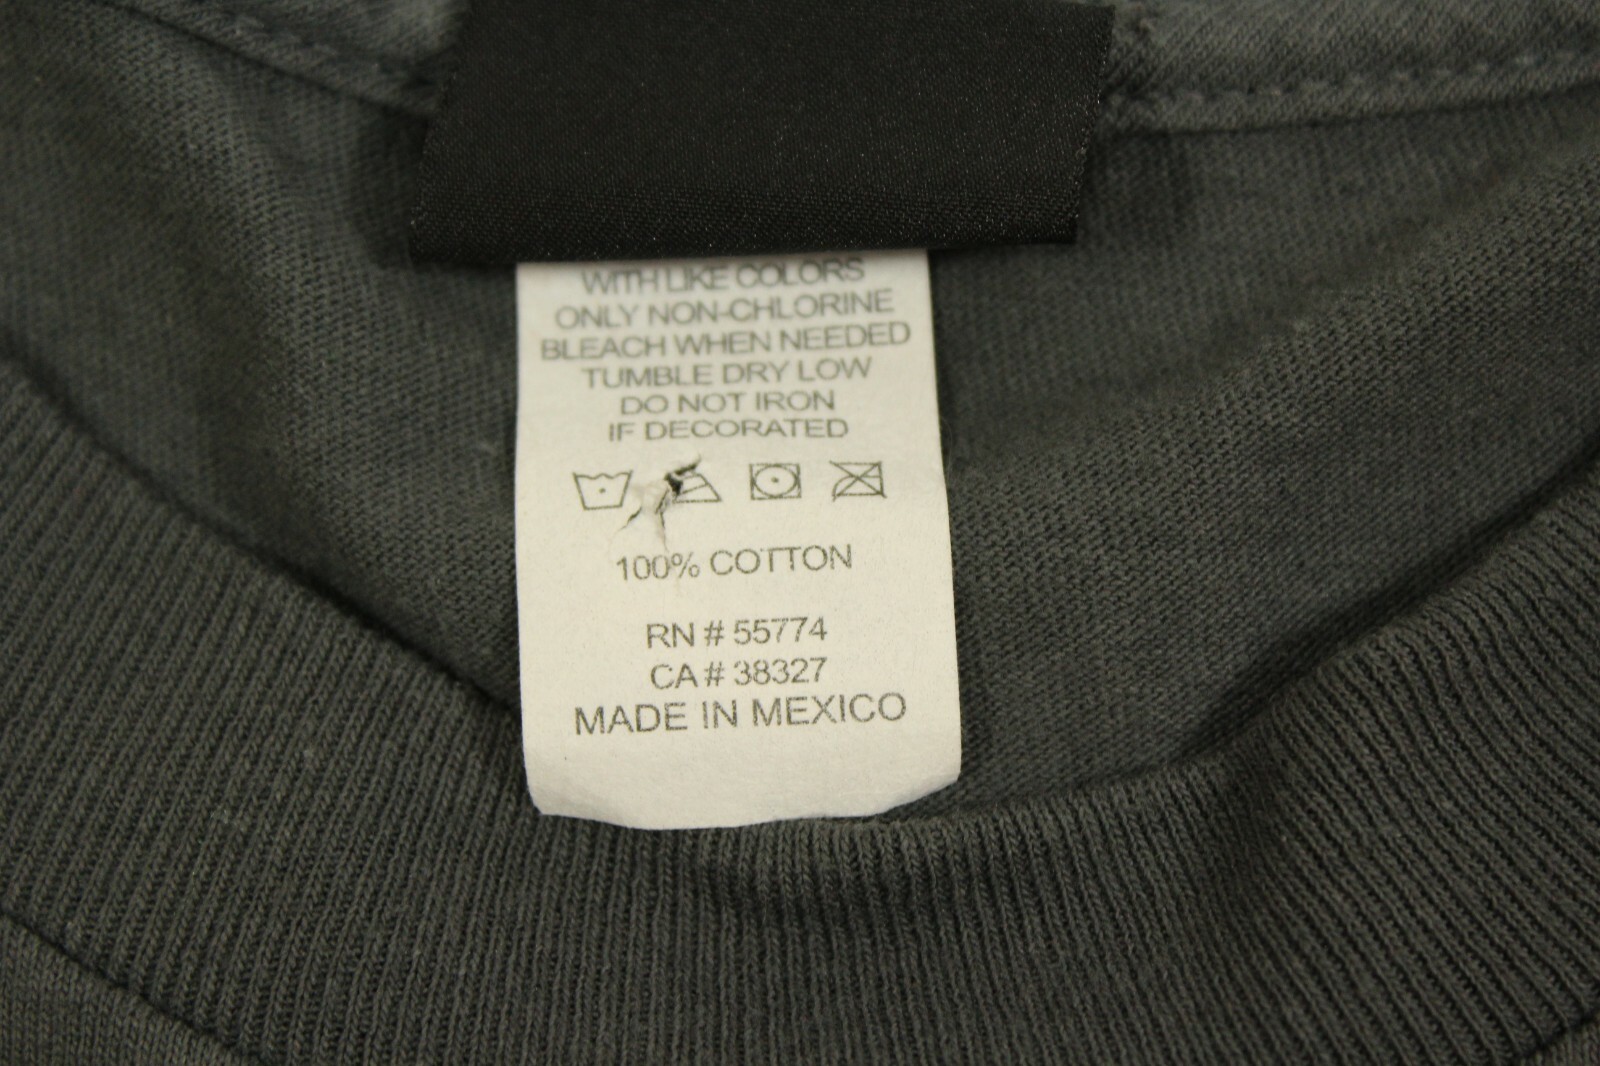 WITH LIKE COLORS
ONLY NON-CHLORINE
BLEACH WHEN NEEDED
TUMBLE DRY LOW
DO NOT IRON
IF DECORATED
100% COTTON
RN # 55774
CA # 38327
MADE IN MEXICO